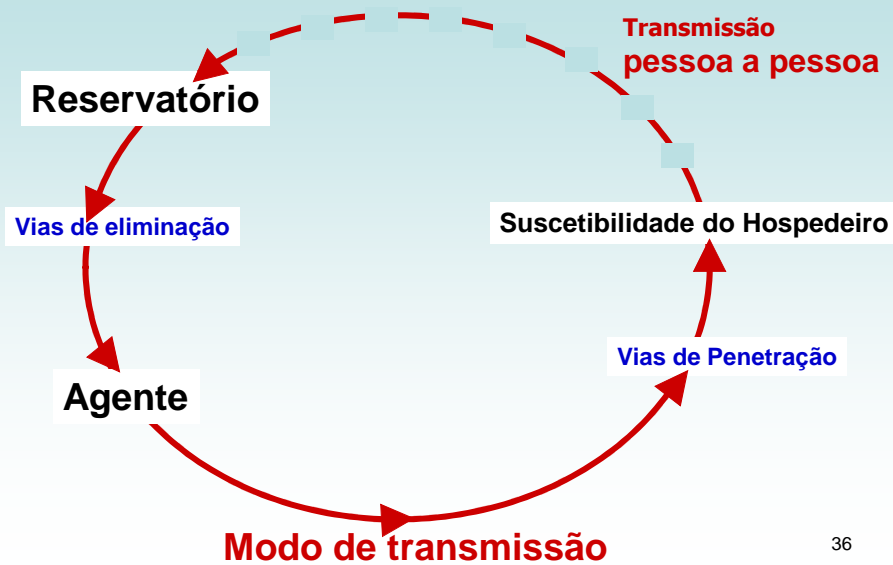 Transmissão
pessoa a pessoa
Reservatório
Vias de eliminação
Suscetibilidade do Hospedeiro
Vias de Penetração
Agente
Modo de transmissão
36